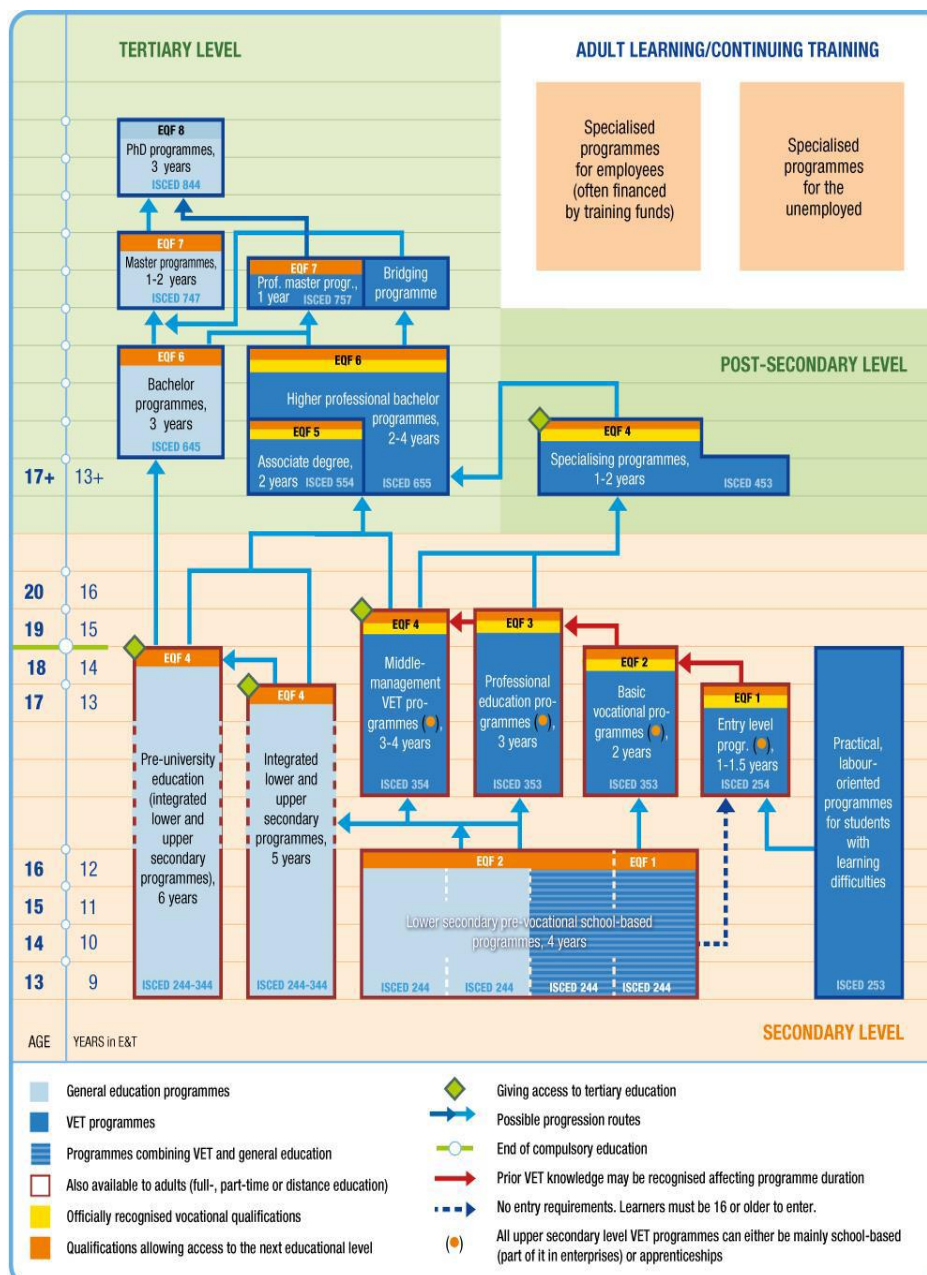 TERTIARY LEVEL
ADULT LEARNING/CONTINUING TRAINING
Specialised
programmes
for employees
(often financed
by training funds)
Specialised
programmes
for the
unemployed
EQF 8
PhD programmes,
3 years
ISCED 844
EQF 7
Master programmes,
1-2 years
ISCED 747
EQF 7
Prof. master progr.,
1 year ISCED 757
Bridging
programme
POST-SECONDARY LEVEL
EQF 6
Bachelor
programmes,
3 years
ISCED 645
EQF 6
Higher professional bachelor
programmes,
2-4 years
ISCED 655
EQF 5
Associate degree,
2 years ISCED 554
EQF 4
Specialising programmes,
1-2 years
ISCED 453
17+ 13+
20 16
19 15
18 14
17 13
16 12
15 11
14 10
13 9
AGE YEARS in E&T
EQF 4
Pre-university
education
(integrated
lower and
upper
secondary
programmes),
6 years
ISCED 244-344
EQF 4
Integrated
lower and
upper
secondary
programmes,
5 years
ISCED 244-344
EQF 4
Middle-
management
VET pro-
grammes ( ),
3-4 years
ISCED 354
EQF 3
Professional
education pro-
grammes ( ),
3 years
ISCED 353
EQF 2
Basic
vocational pro-
grammes ( ),
2 years
ISCED 353
EQF 1
Entry level
progr. ( ),
1-1.5 years
ISCED 254
Practical,
labour-
oriented
programmes
for students
with
learning
difficulties
ISCED 253
EQF 2 EQF 1
Lower secondary pre-vocational school-based
programmes, 4 years
ISCED 244 ISCED 244 ISCED 244 ISCED 244
SECONDARY LEVEL
General education programmes
VET programmes
Programmes combining VET and general education
Also available to adults (full-, part-time or distance education)
Officially recognised vocational qualifications
Qualifications allowing access to the next educational level
Giving access to tertiary education
Possible progression routes
End of compulsory education
Prior VET knowledge may be recognised affecting programme duration
No entry requirements. Learners must be 16 or older to enter.
( ) All upper secondary level VET programmes can either be mainly school-based
(part of it in enterprises) or apprenticeships